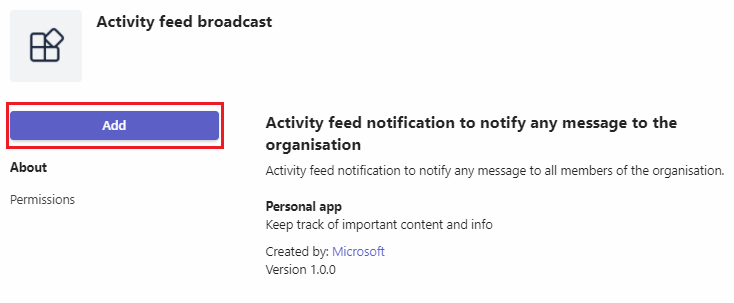 Activity feed broadcast
Add
About
Permissions
Activity feed notification to notify any message to the
organisation
Activity feed notification to notify any message to all members of the organisation.
Personal app
Keep track of important content and info
Created by: Microsoft
Version 1.0.0